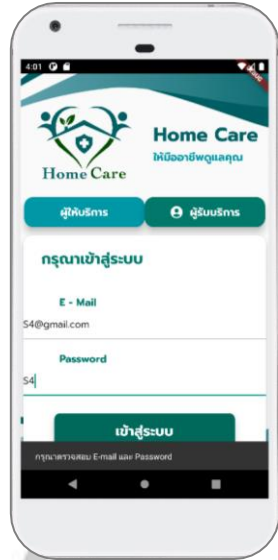 4:01
DEBUG
Home Care
ให้มืออาชีพดูแลคุณ
Home Care
ผู้ให้บริการ
ผู้รับบริการ
กรุณาเข้าสู่ระบบ
E - Mail
S4@gmail.com
Password
S4
เข้าสู่ระบบ
กรุณาตรวจสอบ E-mail และ Password